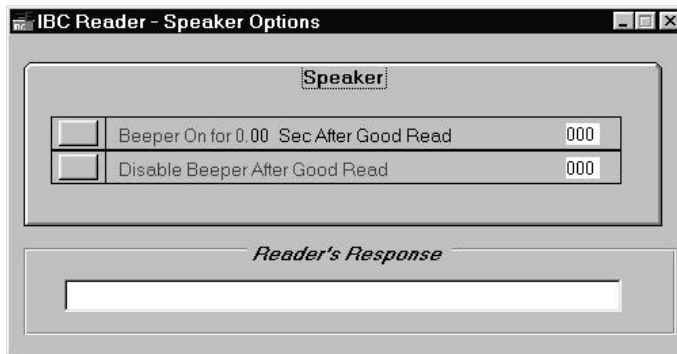 IBC Reader - Speaker Options
Speaker
Beeper On for 0.00 Sec After Good Read 000
Disable Beeper After Good Read 000
Reader's Response